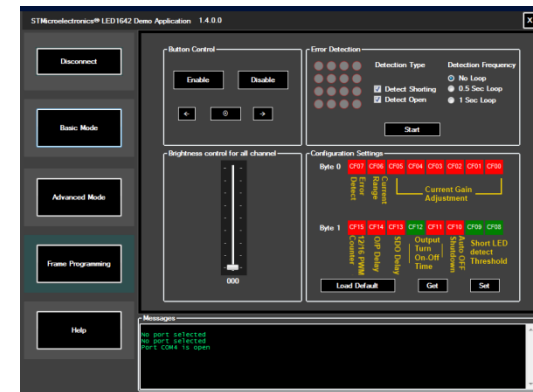 STMicroelectronics® LED1642 Demo Application 1.4.0.0
X
Disconnect
Basic Mode
Advanced Mode
Frame Programming
Help
Button Control
Enable
Disable
Brightness control for all channel
000
Error Detection
Detection Type
Detection Frequency
Detect Shorting
Detect Open
No Loop
0.5 Sec Loop
1 Sec Loop
Start
Configuration Settings
Byte 0 CF07 CF06 CF05 CF04 CF03 CF02 CF01 CF00
Error Detect
Current Range
Current Gain
Adjustment
Byte 1 CF15 CF14 CF13 CF12 CF11 CF10 CF09 CF08
12/16 PWM Counter
O/P Delay
SDO Delay
Output
Turn
On-Off
Time
Auto OFF Shutdown
Short LED
detect
Threshold
Load Default
Get
Set
Messages
No port selected
No port selected
Port COM4 is open